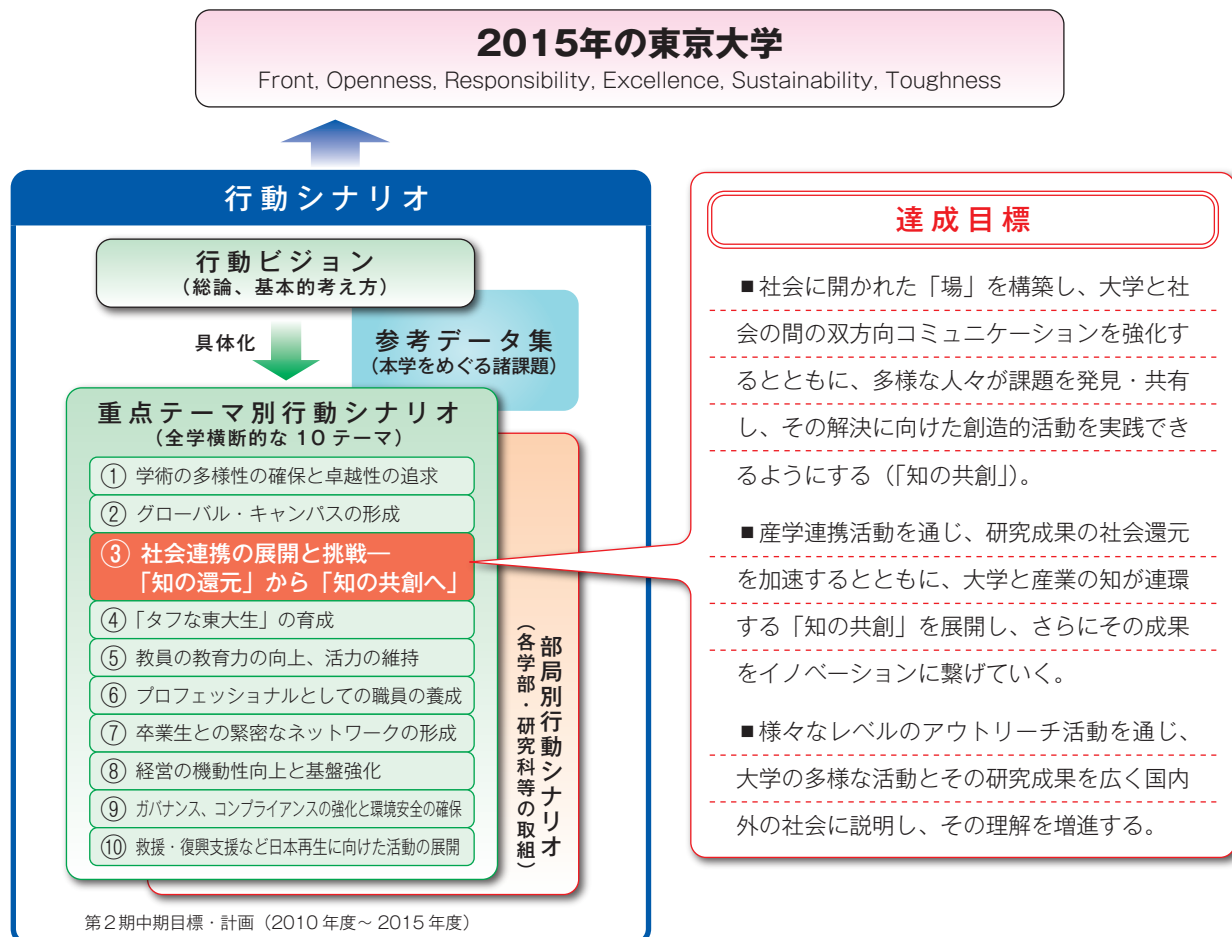 2015年の東京大学
Front, Openness, Responsibility, Excellence, Sustainability, Toughness
行動シナリオ
行動ビジョン
(総論、基本的考え方)
具体化
参考データ集
(本学をめぐる諸課題)
重点テーマ別行動シナリオ
(全学横断的な 10 テーマ)
① 学術の多様性の確保と卓越性の追求
② グローバル・キャンパスの形成
③ 社会連携の展開と挑戦―
「知の還元」から「知の共創へ」
④ 「タフな東大生」の育成
⑤ 教員の教育力の向上、活力の維持
⑥ プロフェッショナルとしての職員の養成
⑦ 卒業生との緊密なネットワークの形成
⑧ 経営の機動性向上と基盤強化
⑨ ガバナンス、コンプライアンスの強化と環境安全の確保
⑩ 救援・復興支援など日本再生に向けた活動の展開
部局別行動シナリオ
(各学部・研究科等の取組)
第2期中期目標・計画(2010 年度～ 2015 年度)
達成目標
■社会に開かれた「場」を構築し、大学と社
会の間の双方向コミュニケーションを強化す
るとともに、多様な人々が課題を発見・共有
し、その解決に向けた創造的活動を実践でき
るようにする(「知の共創」)。
■産学連携活動を通じ、研究成果の社会還元
を加速するとともに、大学と産業の知が連環
する「知の共創」を展開し、さらにその成果
をイノベーションに繋げていく。
■様々なレベルのアウトリーチ活動を通じ、
大学の多様な活動とその研究成果を広く国内
外の社会に説明し、その理解を増進する。